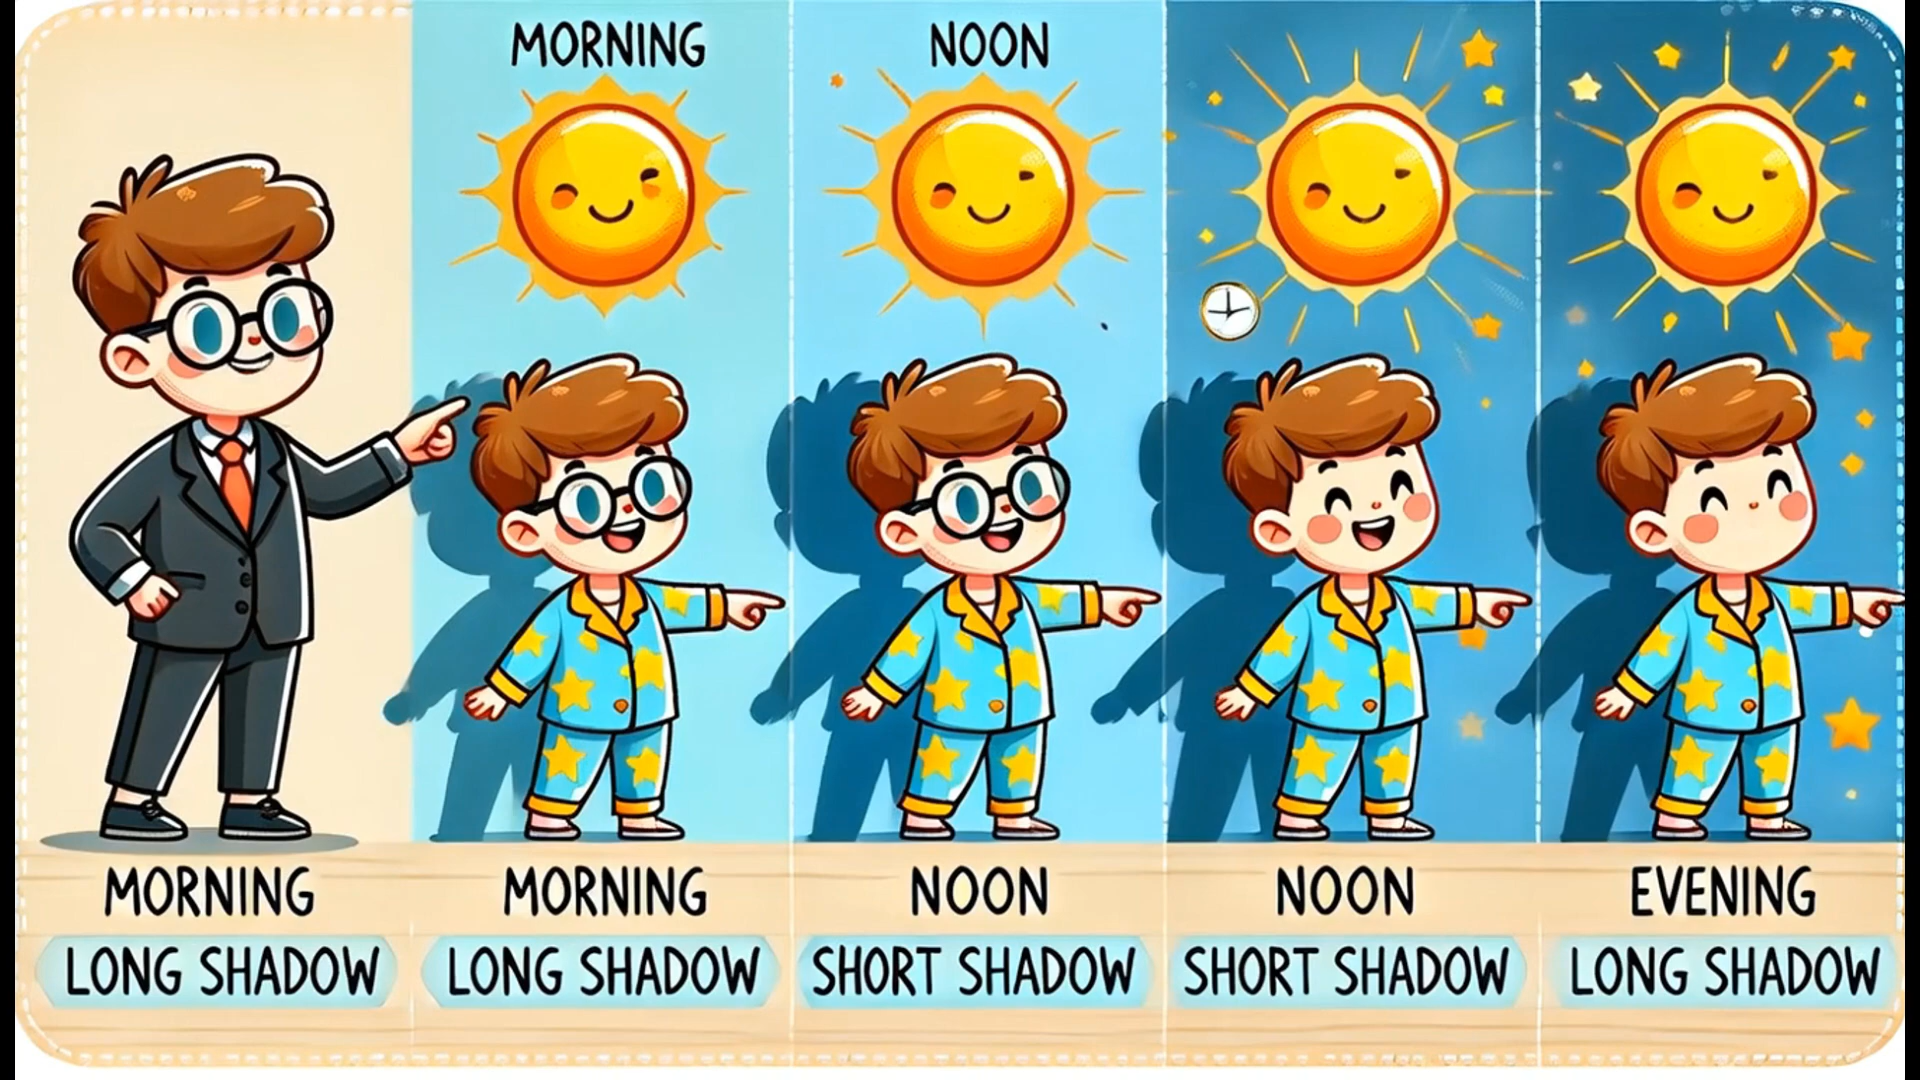 MORNING
NOON
MORNING
MORNING
NOON
NOON
EVENING
LONG SHADOW
LONG SHADOW
SHORT SHADOW
SHORT SHADOW
LONG SHADOW